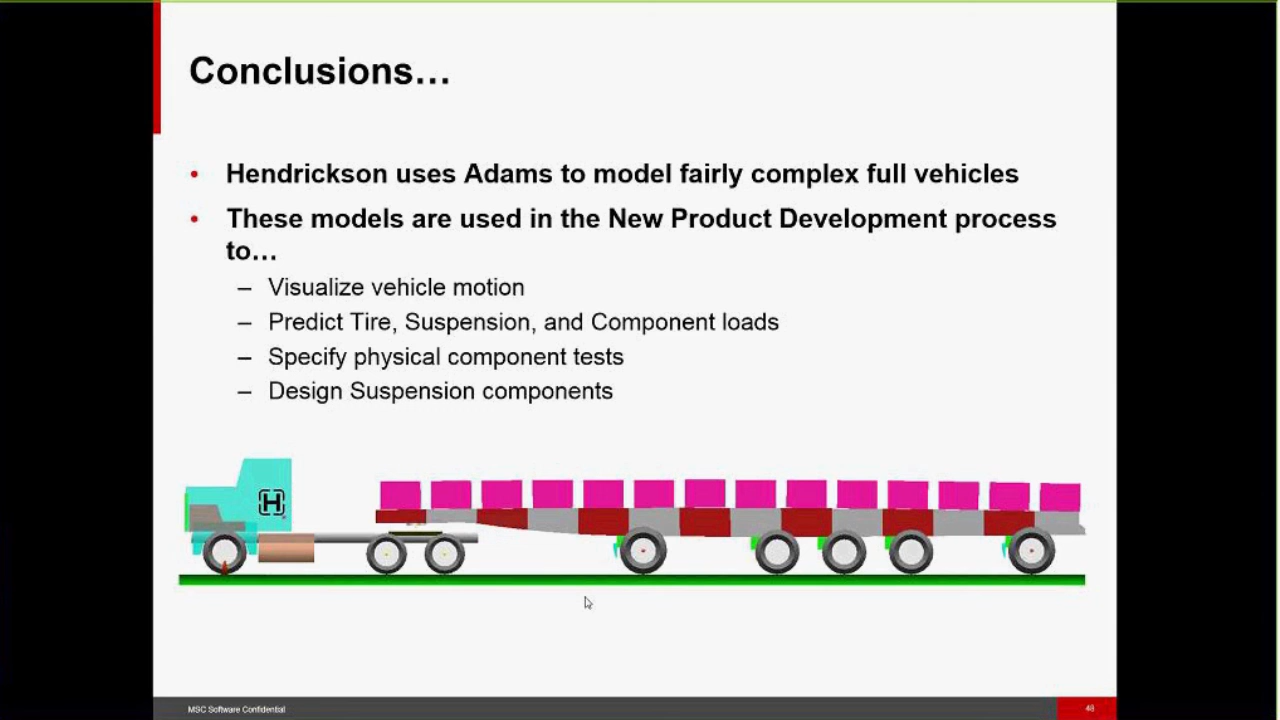 Conclusions…
• Hendrickson uses Adams to model fairly complex full vehicles
• These models are used in the New Product Development process
to…
– Visualize vehicle motion
– Predict Tire, Suspension, and Component loads
– Specify physical component tests
– Design Suspension components
H
MSC Software Confidential
48